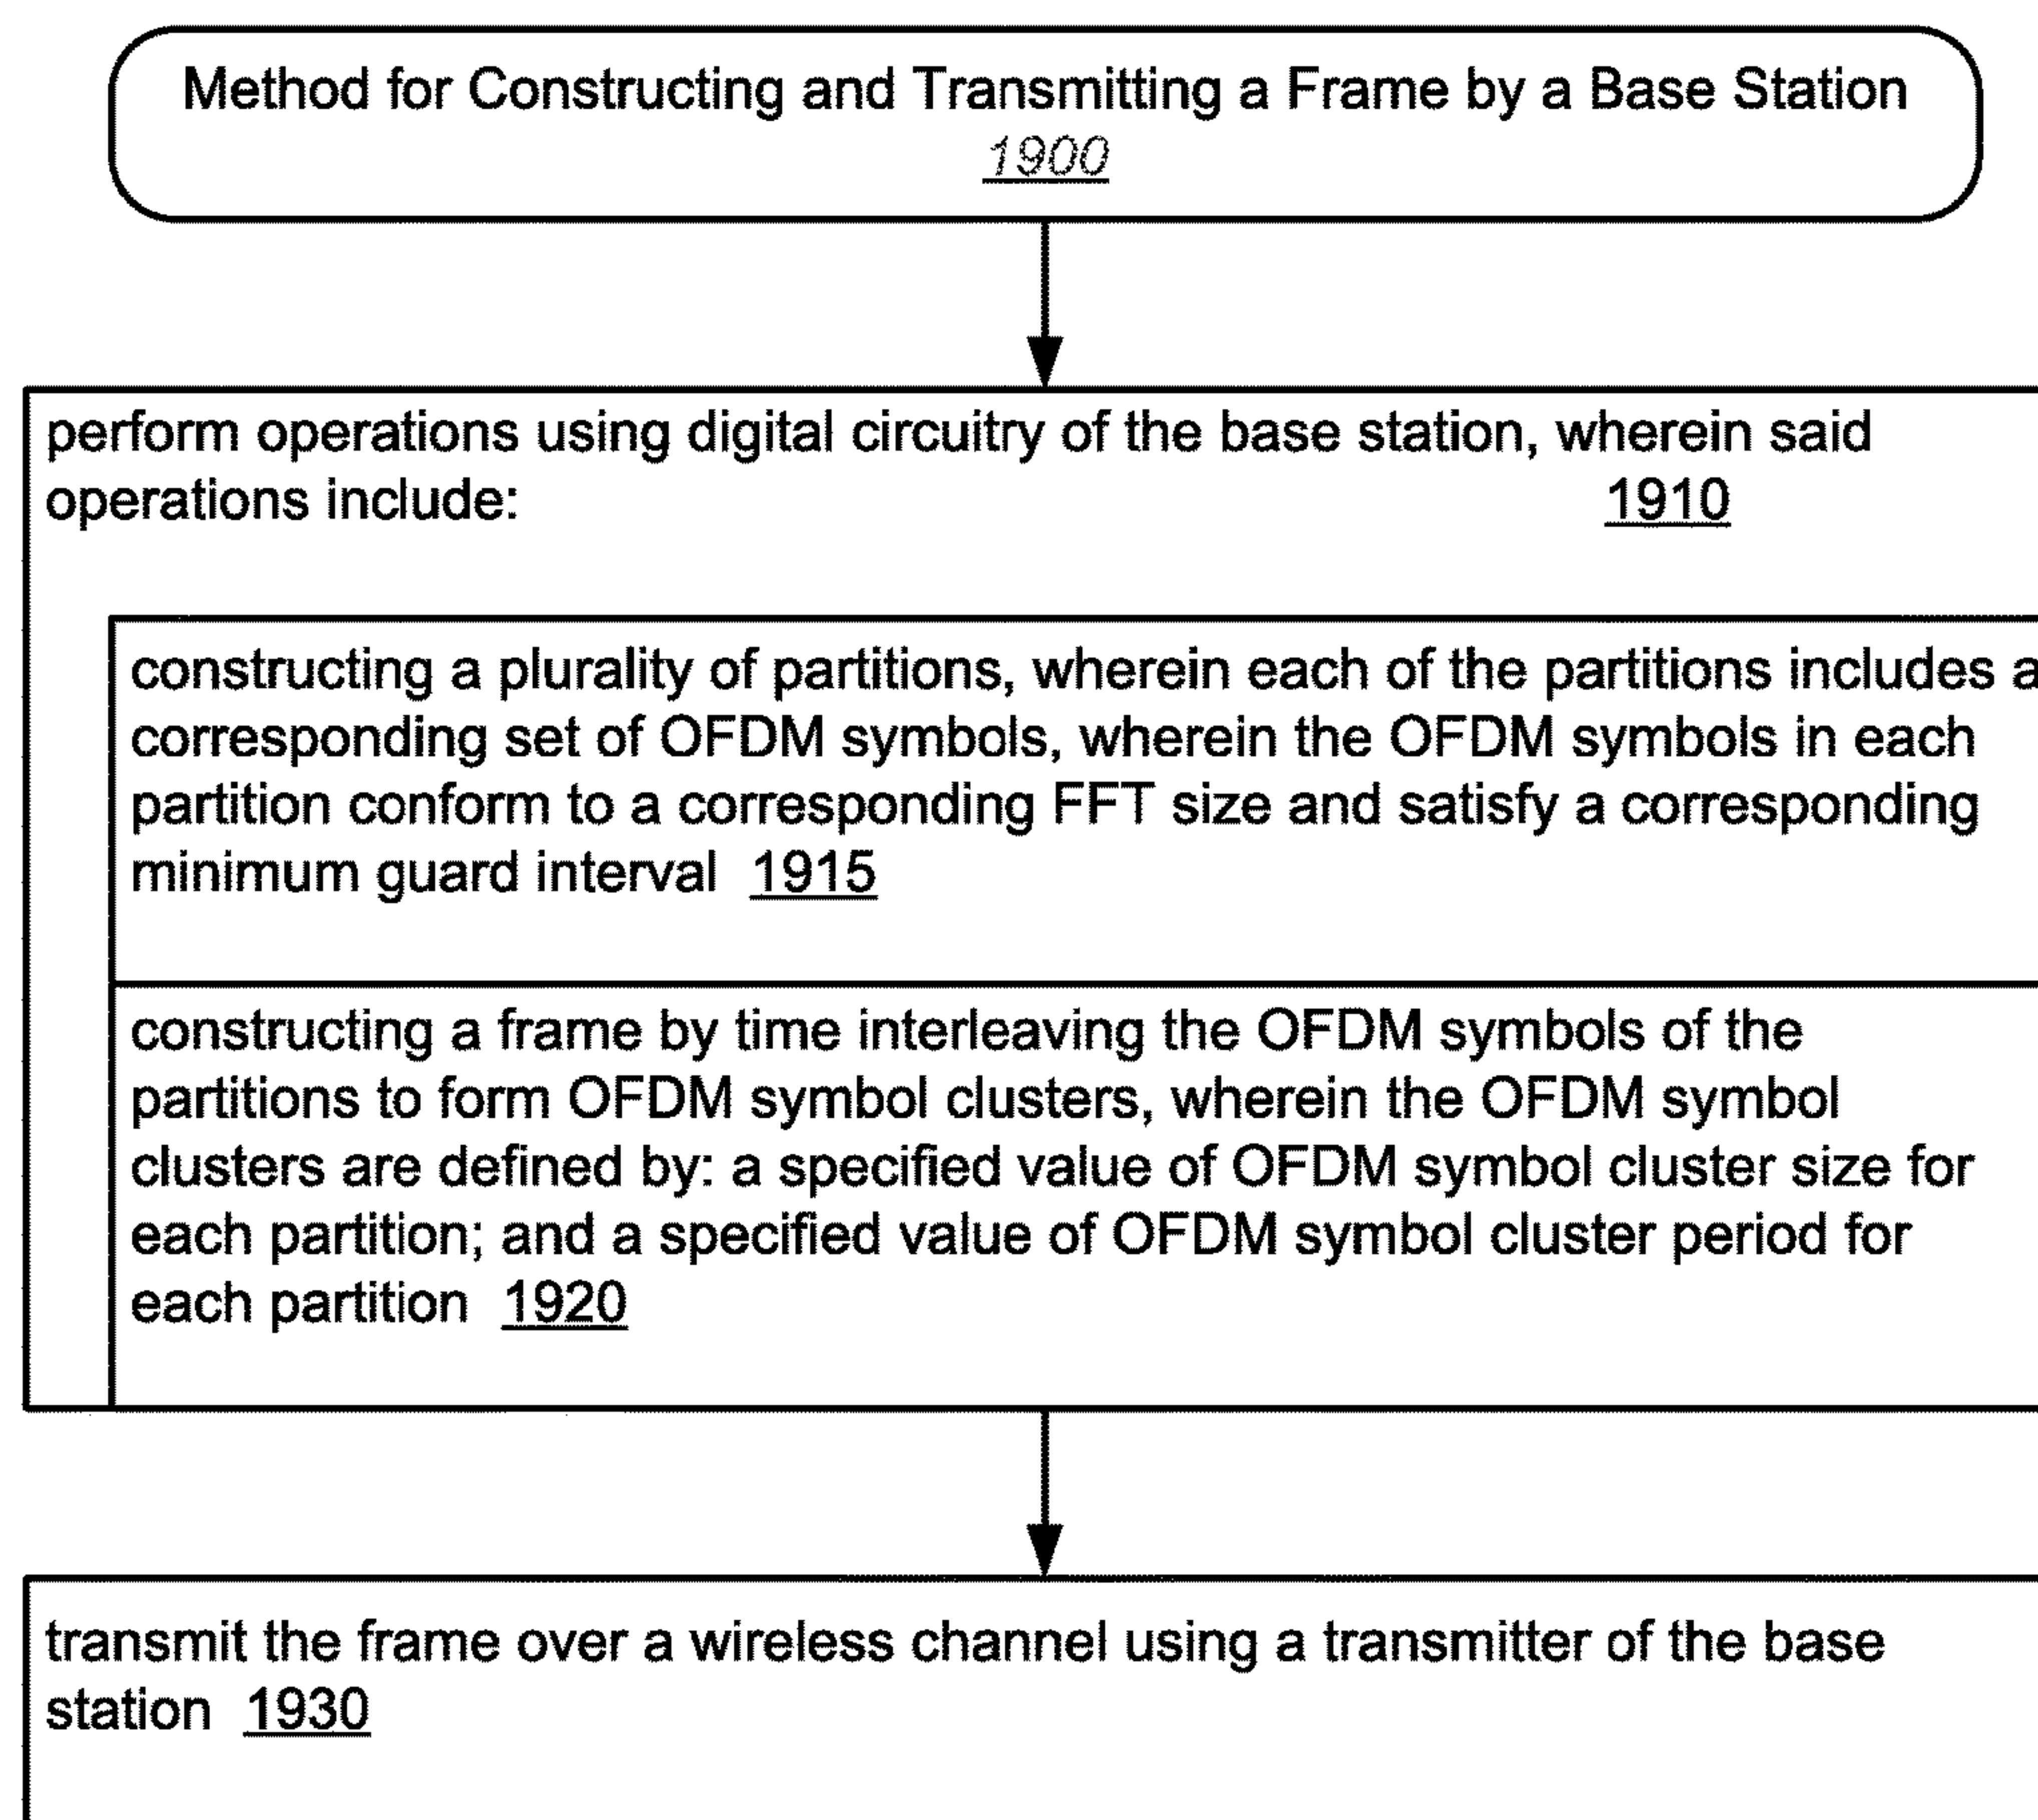 Method for Constructing and Transmitting a Frame by a Base Station
1900
perform operations using digital circuitry of the base station, wherein said
operations include: 1910
constructing a plurality of partitions, wherein each of the partitions includes a
corresponding set of OFDM symbols, wherein the OFDM symbols in each
partition conform to a corresponding FFT size and satisfy a corresponding
minimum guard interval 1915
constructing a frame by time interleaving the OFDM symbols of the
partitions to form OFDM symbol clusters, wherein the OFDM symbol
clusters are defined by: a specified value of OFDM symbol cluster size for
each partition; and a specified value of OFDM symbol cluster period for
each partition 1920
transmit the frame over a wireless channel using a transmitter of the base
station 1930